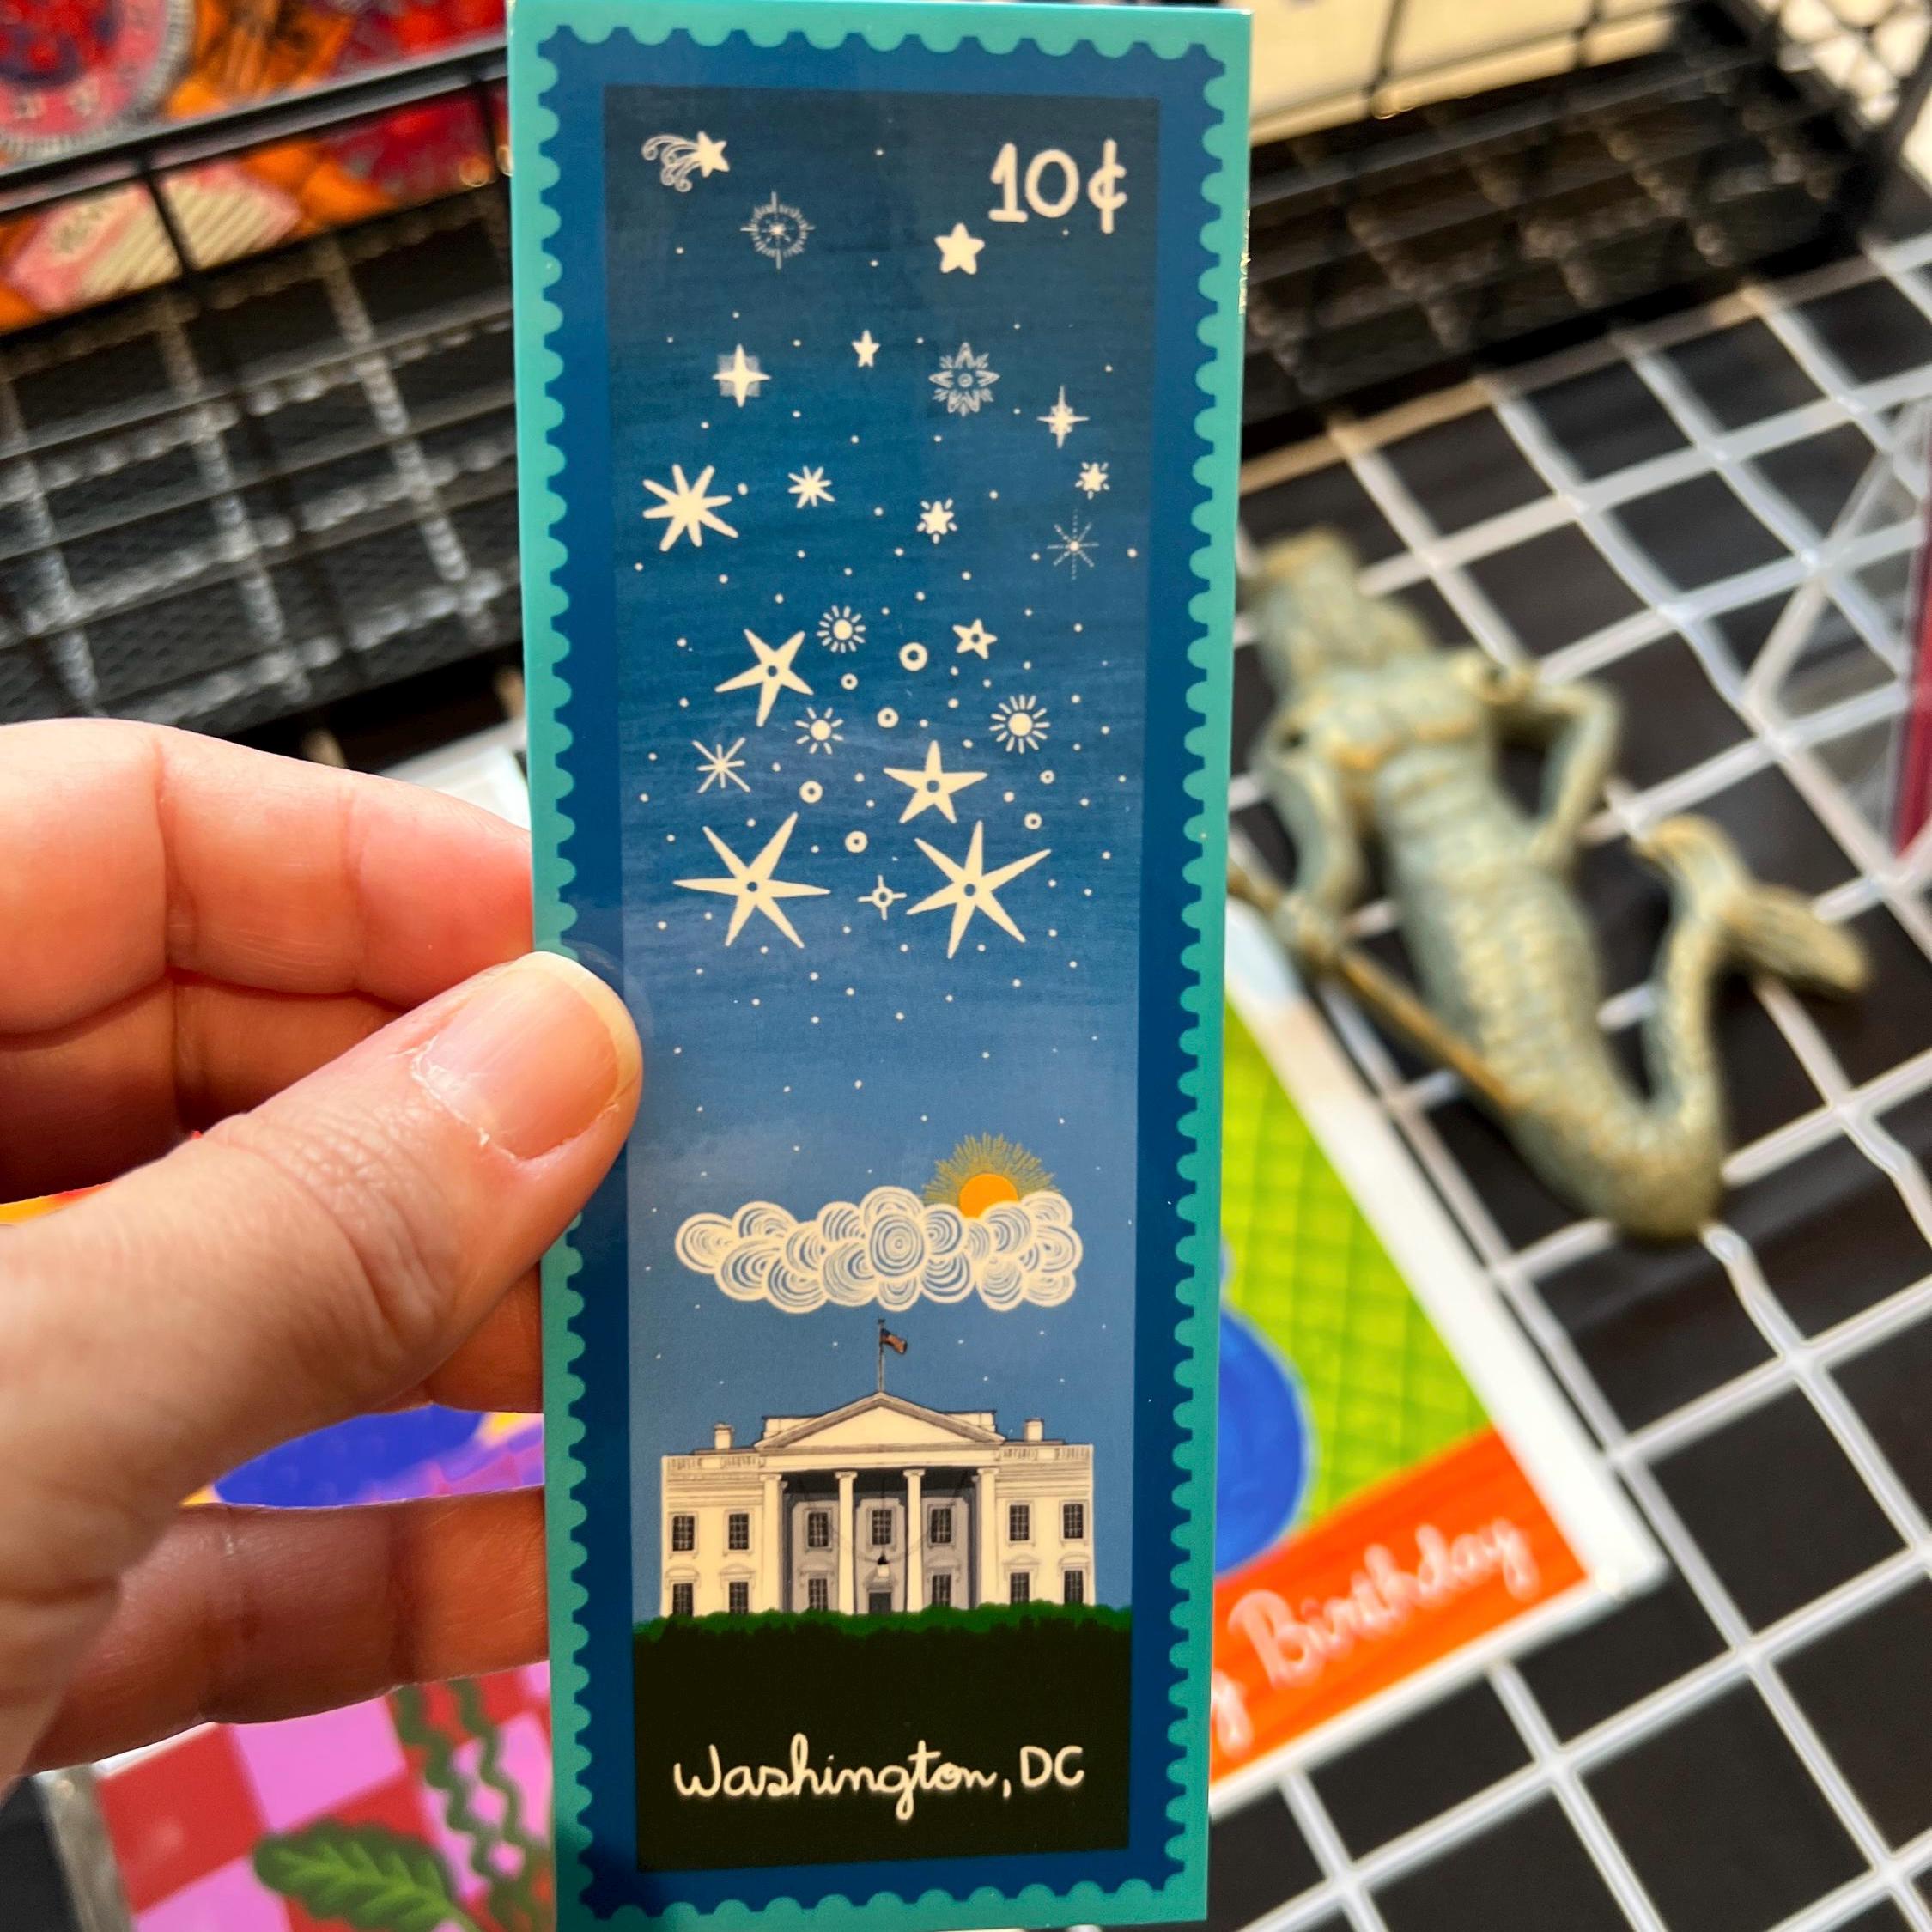 10¢
Birthday
Washington, DC